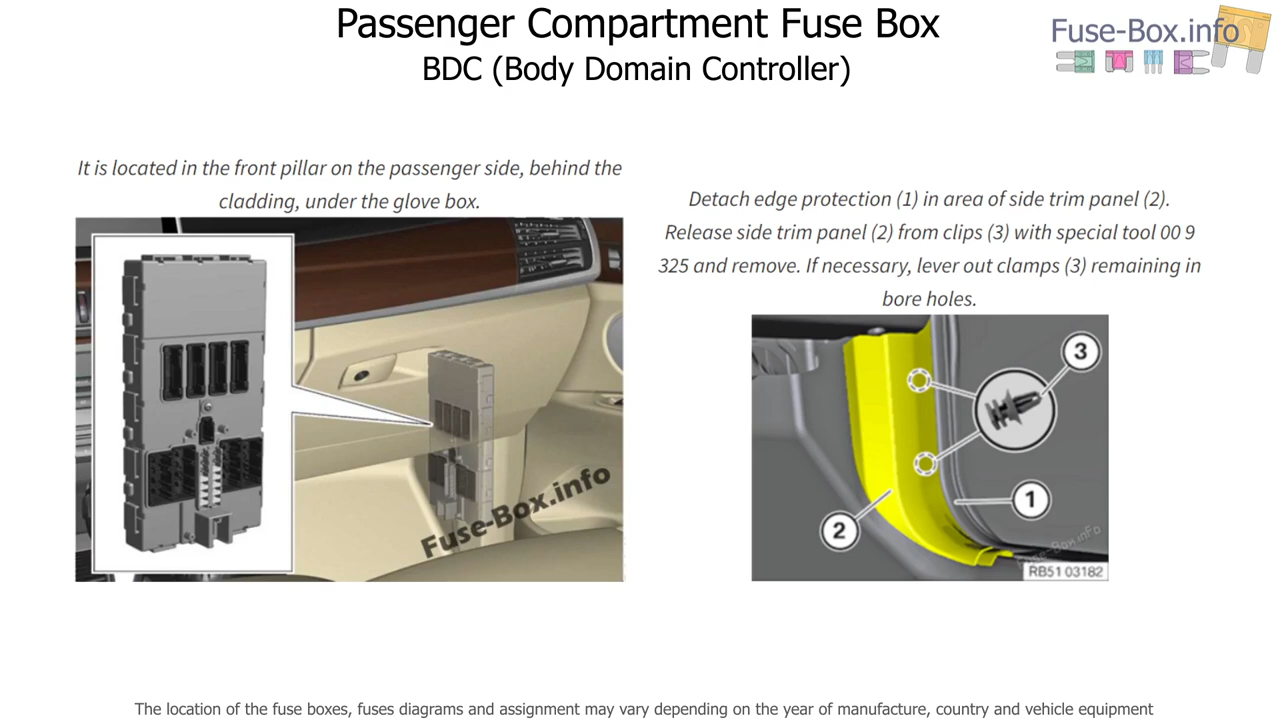 Passenger Compartment Fuse Box
BDC (Body Domain Controller)
Fuse-Box.info
It is located in the front pillar on the passenger side, behind the
cladding, under the glove box.
Fuse-Box.info
Detach edge protection (1) in area of side trim panel (2).
Release side trim panel (2) from clips (3) with special tool 00 9
325 and remove. If necessary, lever out clamps (3) remaining in
bore holes.
3
1
2
Fuse-Box.info
RB51 03182
The location of the fuse boxes, fuses diagrams and assignment may vary depending on the year of manufacture, country and vehicle equipment